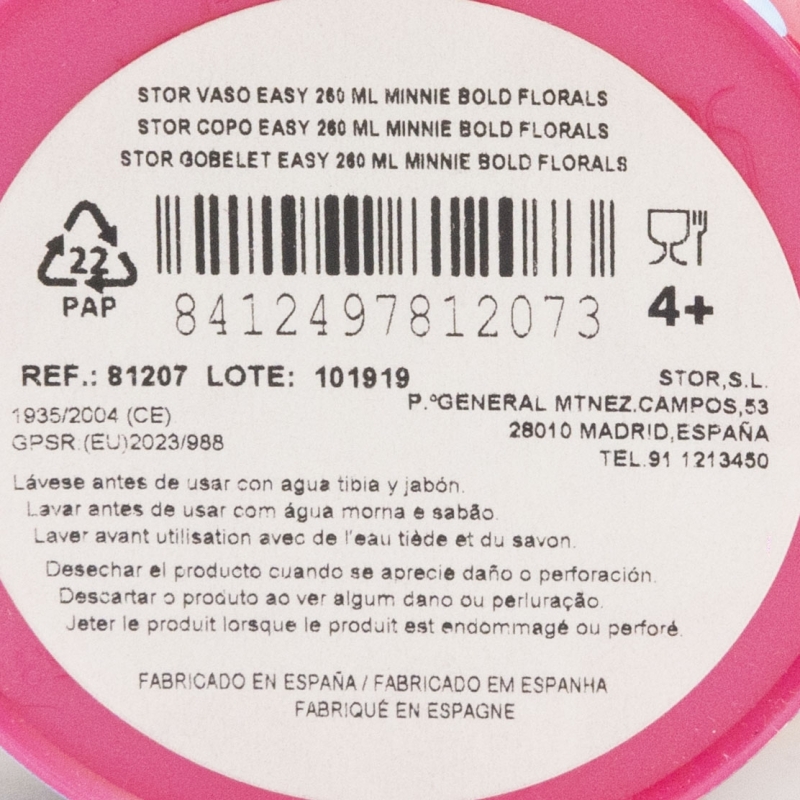 STOR VASO EASY 260 ML MINNIE BOLD FLORALS
STOR COPO EASY 260 ML MINNIE BOLD FLORALS
STOR GOBELET EASY 260 ML MINNIE BOLD FLORALS
22
PAP
8412497812073
4+
REF.: 81207 LOTE: 101919
1935/2004 (CE)
GPSR.(EU)2023/988
STOR,S.L.
P.ºGENERAL MTNEZ.CAMPOS,53
28010 MADRID,ESPAÑA
TEL.91 1213450
Lávese antes de usar con agua tibia y jabón.
Lavar antes de usar com água morna e sabão.
Laver avant utilisation avec de l'eau tiède et du savon.
Desechar el producto cuando se aprecie daño o perforación.
Descartar o produto ao ver algum dano ou perluração.
Jeter le produit lorsque le produit est endommagé ou perforé.
FABRICADO EN ESPAÑA / FABRICADO EM ESPANHA
FABRIQUÉ EN ESPAGNE